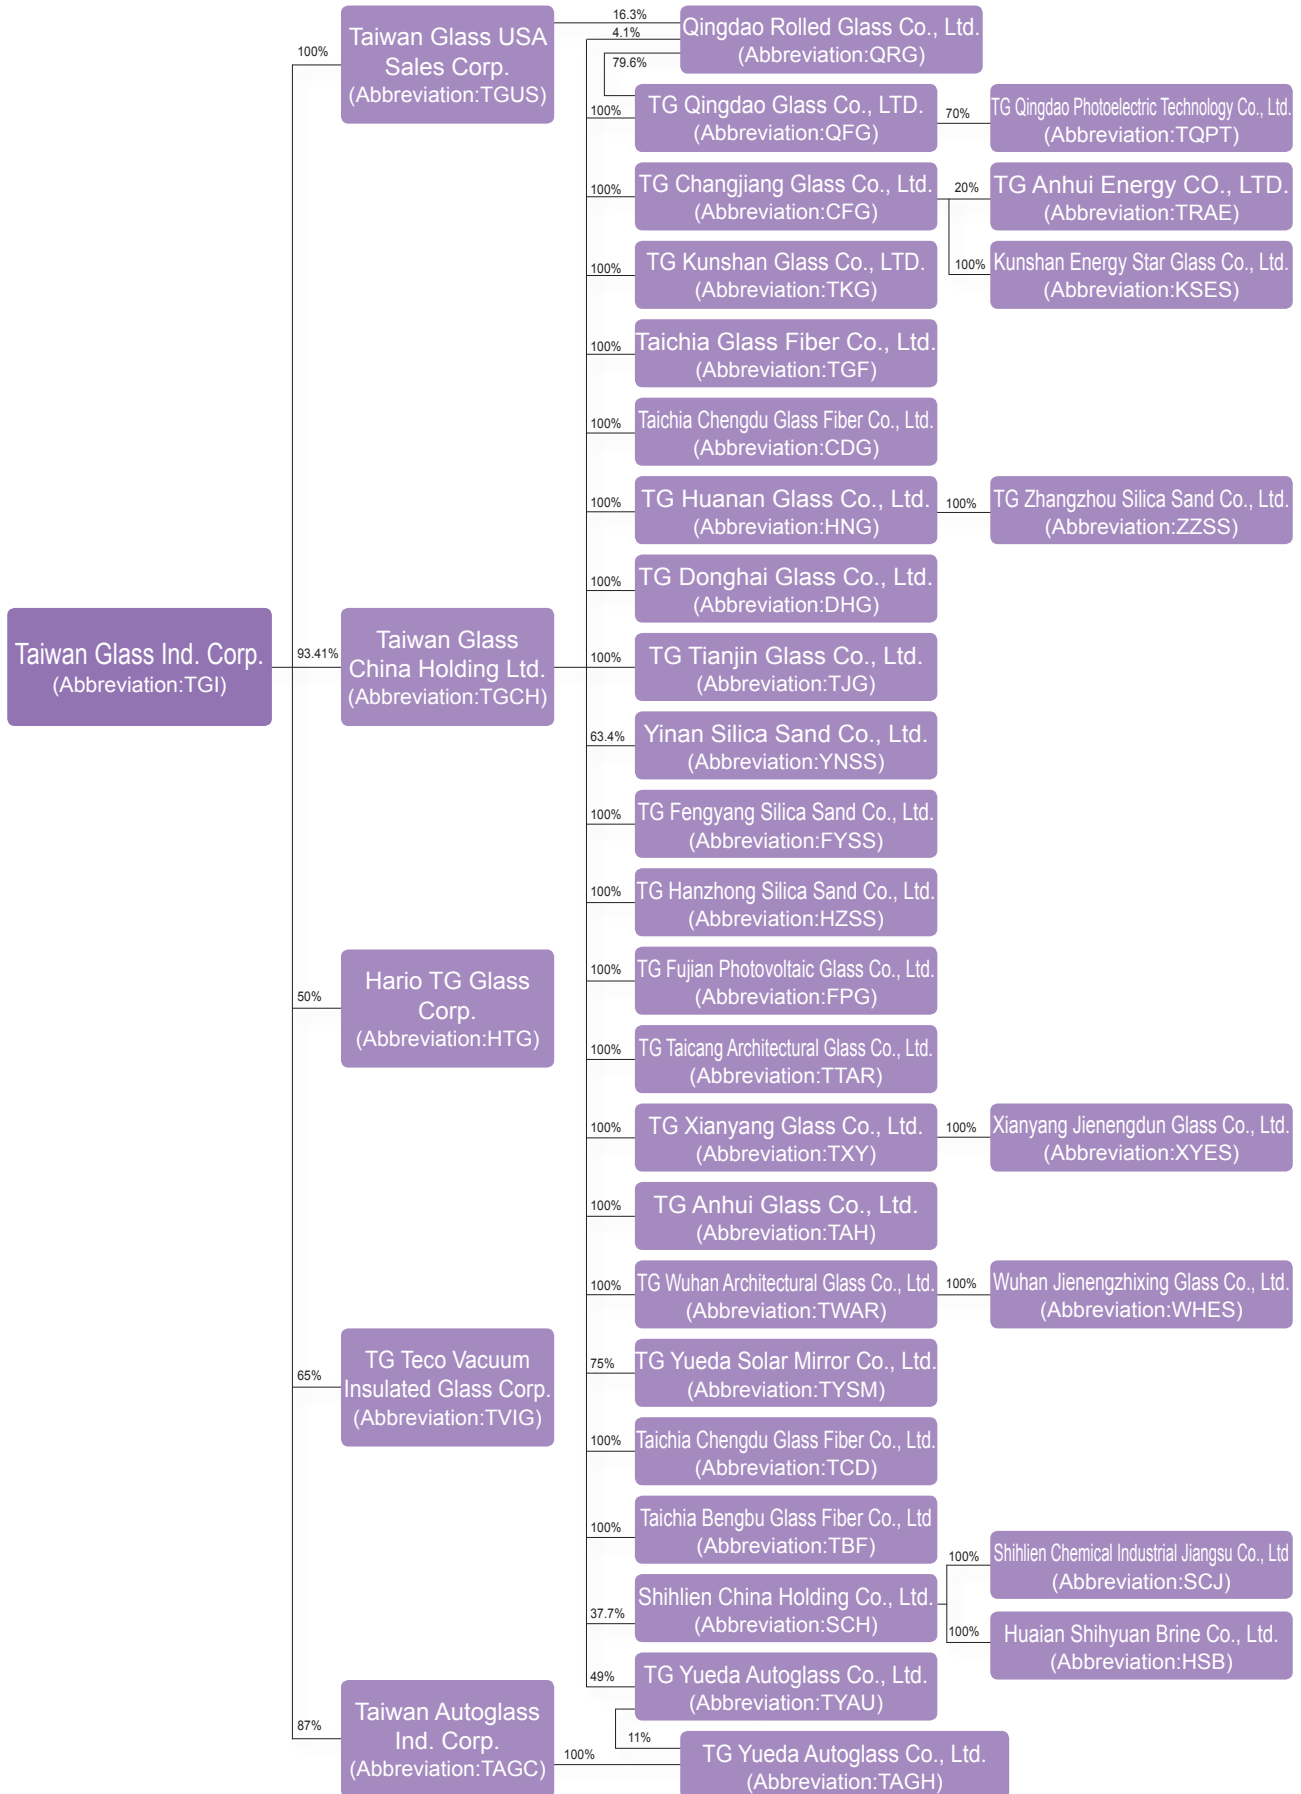 Taiwan Glass Ind. Corp.
(Abbreviation:TGI)
100%
Taiwan Glass USA
Sales Corp.
(Abbreviation:TGUS)
93.41%
Taiwan Glass
China Holding Ltd.
(Abbreviation:TGCH)
50%
Hario TG Glass
Corp.
(Abbreviation:HTG)
65%
TG Teco Vacuum
Insulated Glass Corp.
(Abbreviation:TVIG)
87%
Taiwan Autoglass
Ind. Corp.
(Abbreviation:TAGC)
16.3%
4.1%
79.6%
Qingdao Rolled Glass Co., Ltd.
(Abbreviation:QRG)
100%
TG Qingdao Glass Co., LTD.
(Abbreviation:QFG)
70%
TG Qingdao Photoelectric Technology Co., Ltd.
(Abbreviation:TQPT)
100%
TG Changjiang Glass Co., Ltd.
(Abbreviation:CFG)
20%
TG Anhui Energy CO., LTD.
(Abbreviation:TRAE)
100%
Kunshan Energy Star Glass Co., Ltd.
(Abbreviation:KSES)
100%
TG Kunshan Glass Co., LTD.
(Abbreviation:TKG)
100%
Taichia Glass Fiber Co., Ltd.
(Abbreviation:TGF)
100%
Taichia Chengdu Glass Fiber Co., Ltd.
(Abbreviation:CDG)
100%
TG Huanan Glass Co., Ltd.
(Abbreviation:HNG)
100%
TG Zhangzhou Silica Sand Co., Ltd.
(Abbreviation:ZZSS)
100%
TG Donghai Glass Co., Ltd.
(Abbreviation:DHG)
100%
TG Tianjin Glass Co., Ltd.
(Abbreviation:TJG)
63.4%
Yinan Silica Sand Co., Ltd.
(Abbreviation:YNSS)
100%
TG Fengyang Silica Sand Co., Ltd.
(Abbreviation:FYSS)
100%
TG Hanzhong Silica Sand Co., Ltd.
(Abbreviation:HZSS)
100%
TG Fujian Photovoltaic Glass Co., Ltd.
(Abbreviation:FPG)
100%
TG Taicang Architectural Glass Co., Ltd.
(Abbreviation:TTAR)
100%
TG Xianyang Glass Co., Ltd.
(Abbreviation:TXY)
100%
Xianyang Jienengdun Glass Co., Ltd.
(Abbreviation:XYES)
100%
TG Anhui Glass Co., Ltd.
(Abbreviation:TAH)
100%
TG Wuhan Architectural Glass Co., Ltd.
(Abbreviation:TWAR)
100%
Wuhan Jienengzhixing Glass Co., Ltd.
(Abbreviation:WHES)
75%
TG Yueda Solar Mirror Co., Ltd.
(Abbreviation:TYSM)
100%
Taichia Chengdu Glass Fiber Co., Ltd.
(Abbreviation:TCD)
100%
Taichia Bengbu Glass Fiber Co., Ltd
(Abbreviation:TBF)
37.7%
Shihlien China Holding Co., Ltd.
(Abbreviation:SCH)
100%
Shihlien Chemical Industrial Jiangsu Co., Ltd
(Abbreviation:SCJ)
100%
Huaian Shihyuan Brine Co., Ltd.
(Abbreviation:HSB)
49%
TG Yueda Autoglass Co., Ltd.
(Abbreviation:TYAU)
11%
100%
TG Yueda Autoglass Co., Ltd.
(Abbreviation:TAGH)